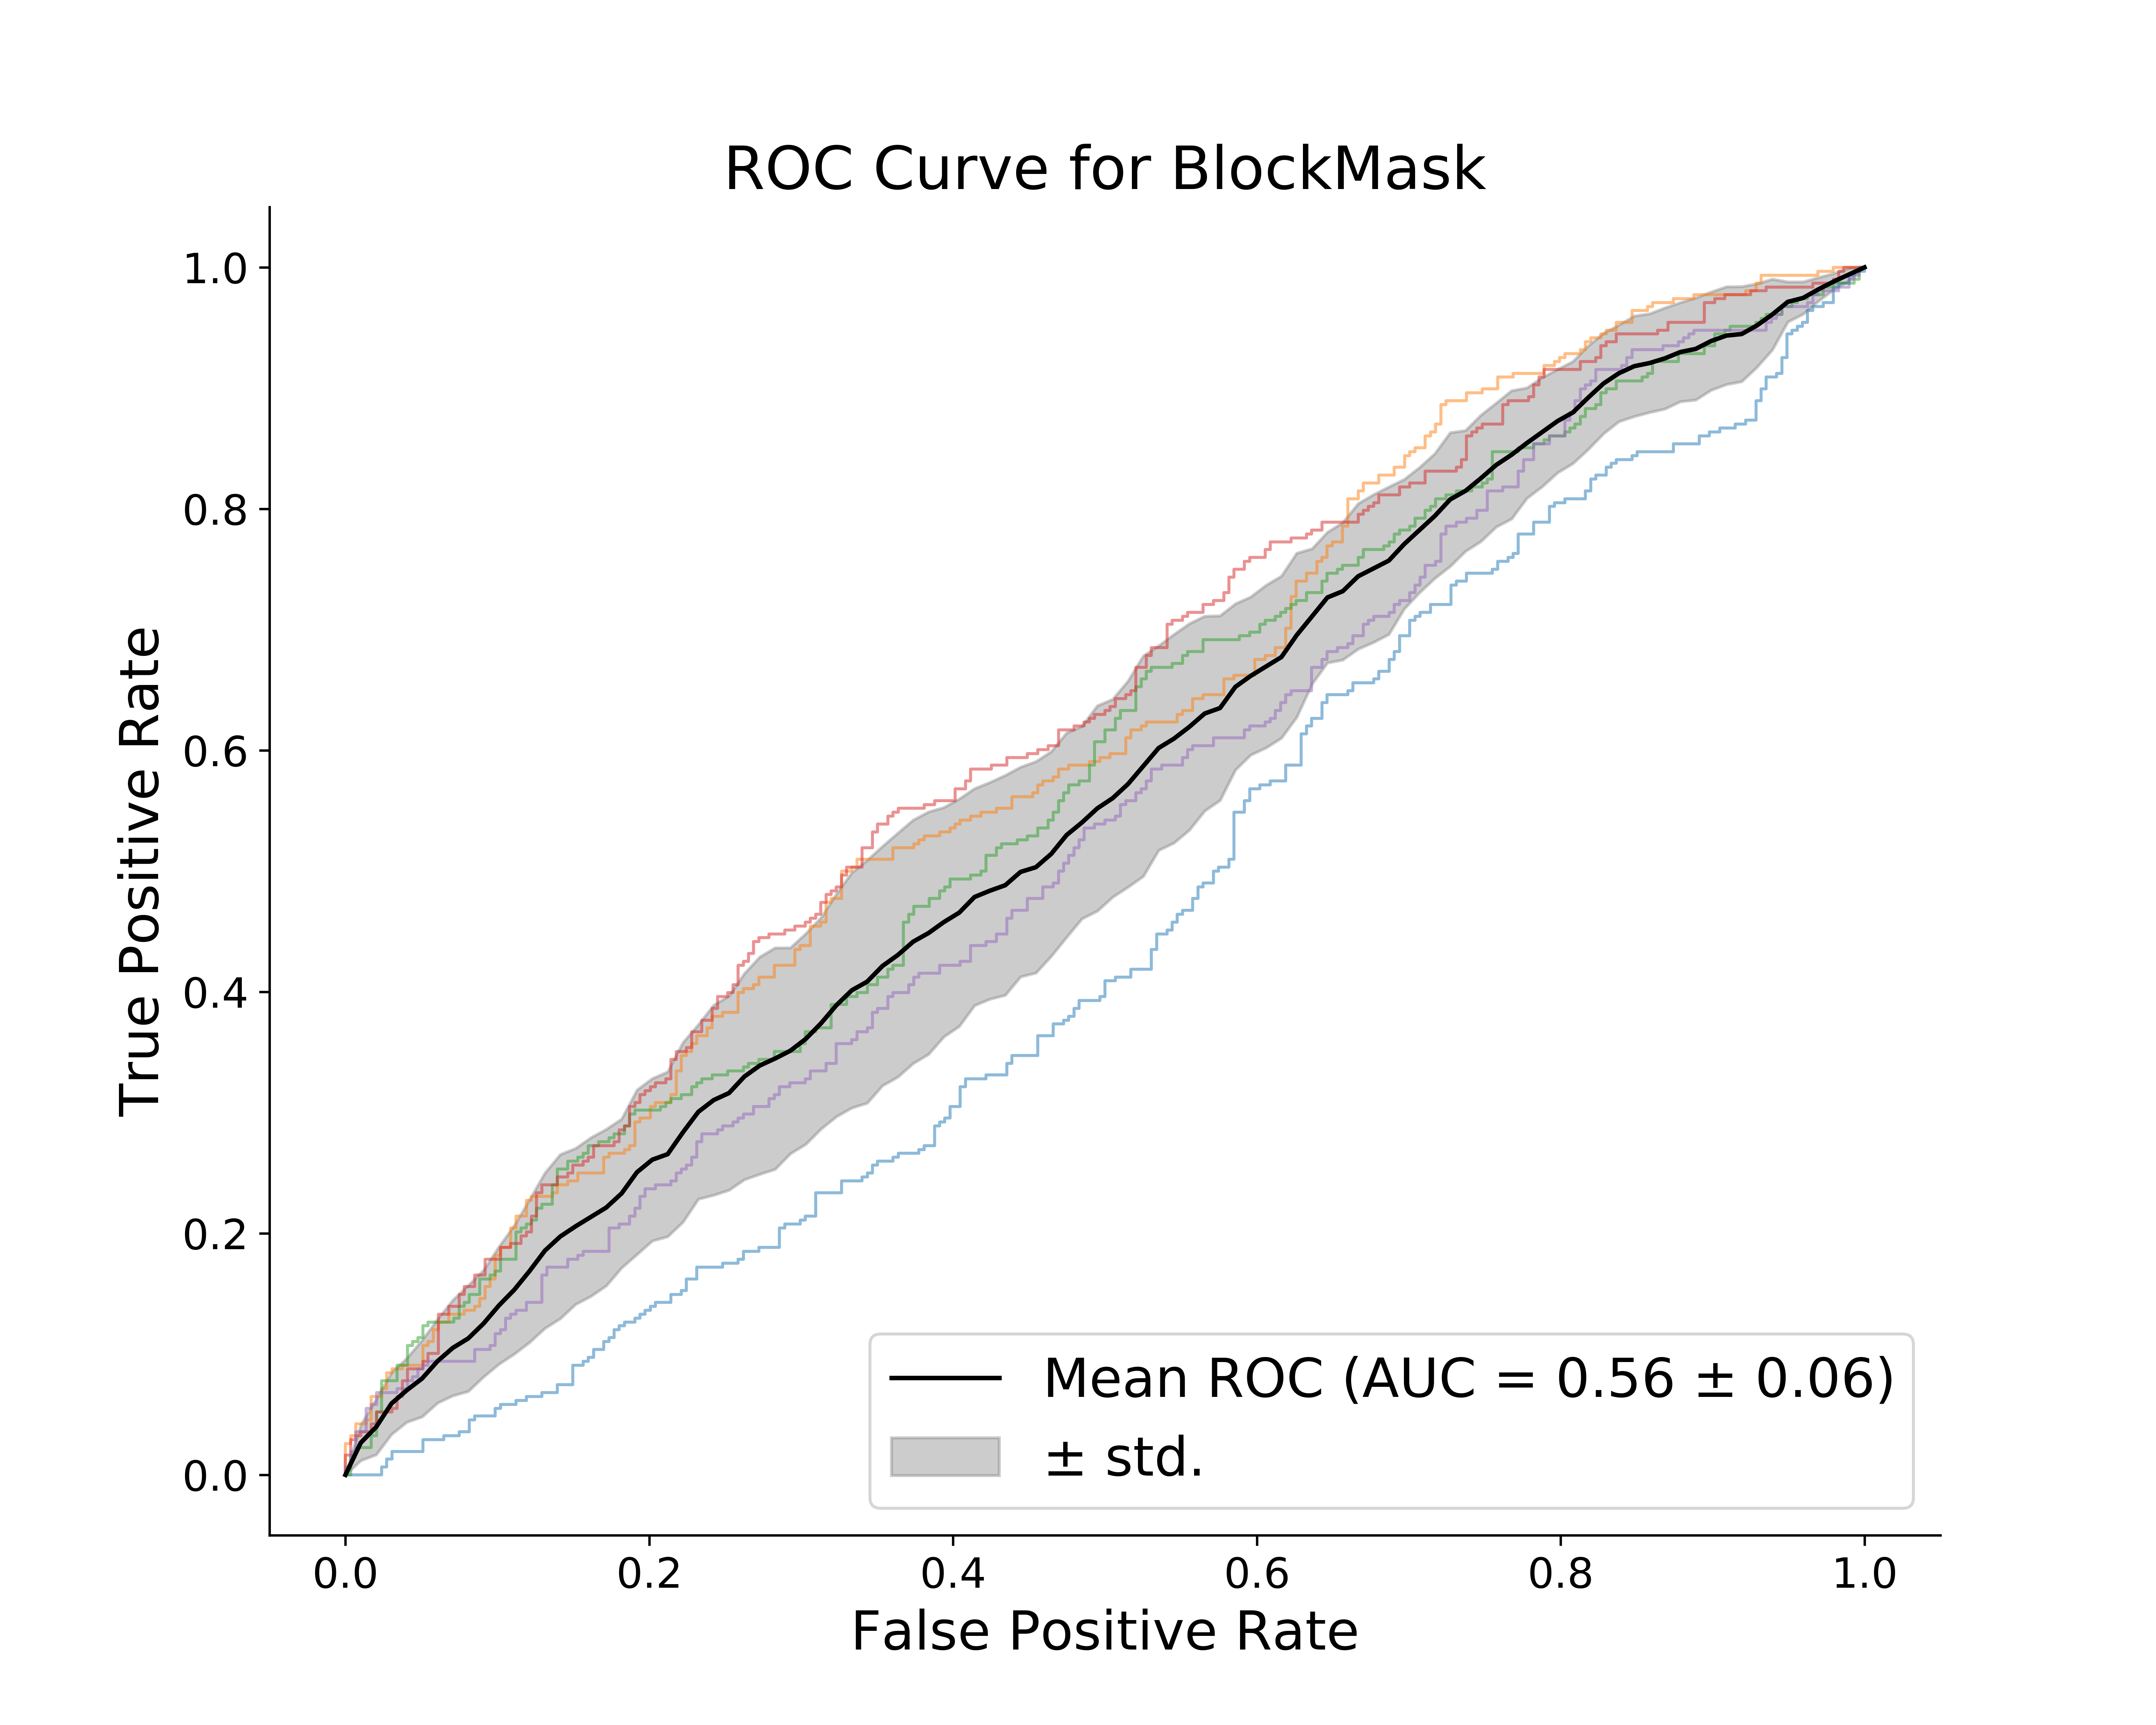 ROC Curve for BlockMask
1.0
0.8
0.6
0.4
0.2
0.0
True Positive Rate
Mean ROC (AUC = 0.56 ± 0.06)
± std.
0.0 0.2 0.4 0.6 0.8 1.0
False Positive Rate